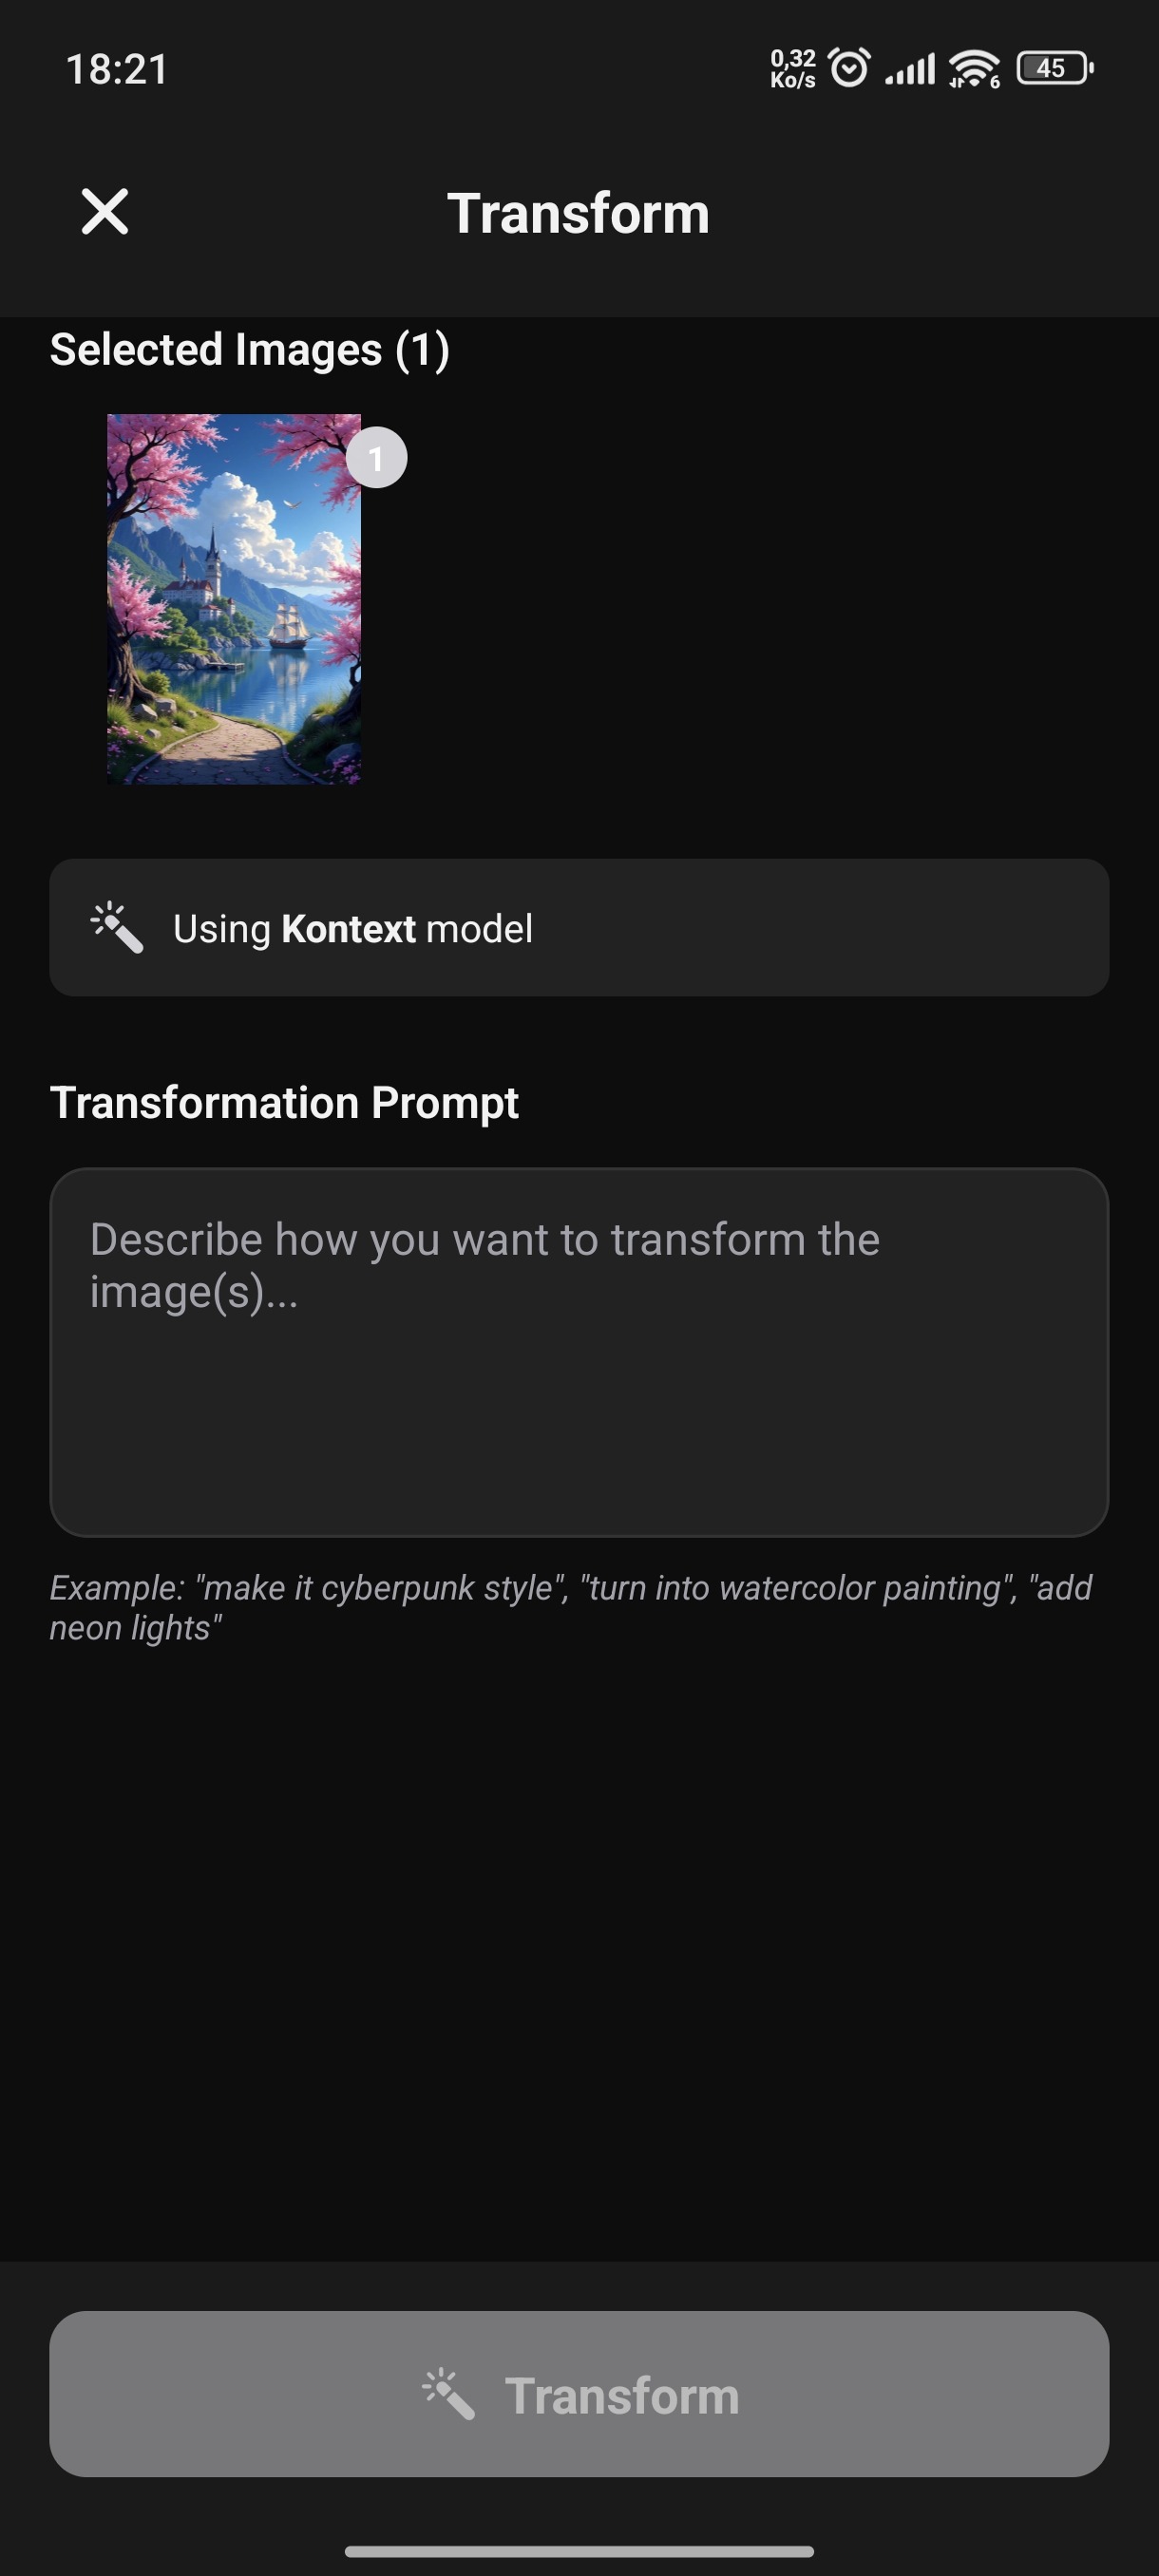 18:21
0,32
Ko/s
6
45
Transform
Selected Images (1)
1
Using Kontext model
Transformation Prompt
Describe how you want to transform the
image(s)...
Example: "make it cyberpunk style", "turn into watercolor painting", "add
neon lights"
Transform